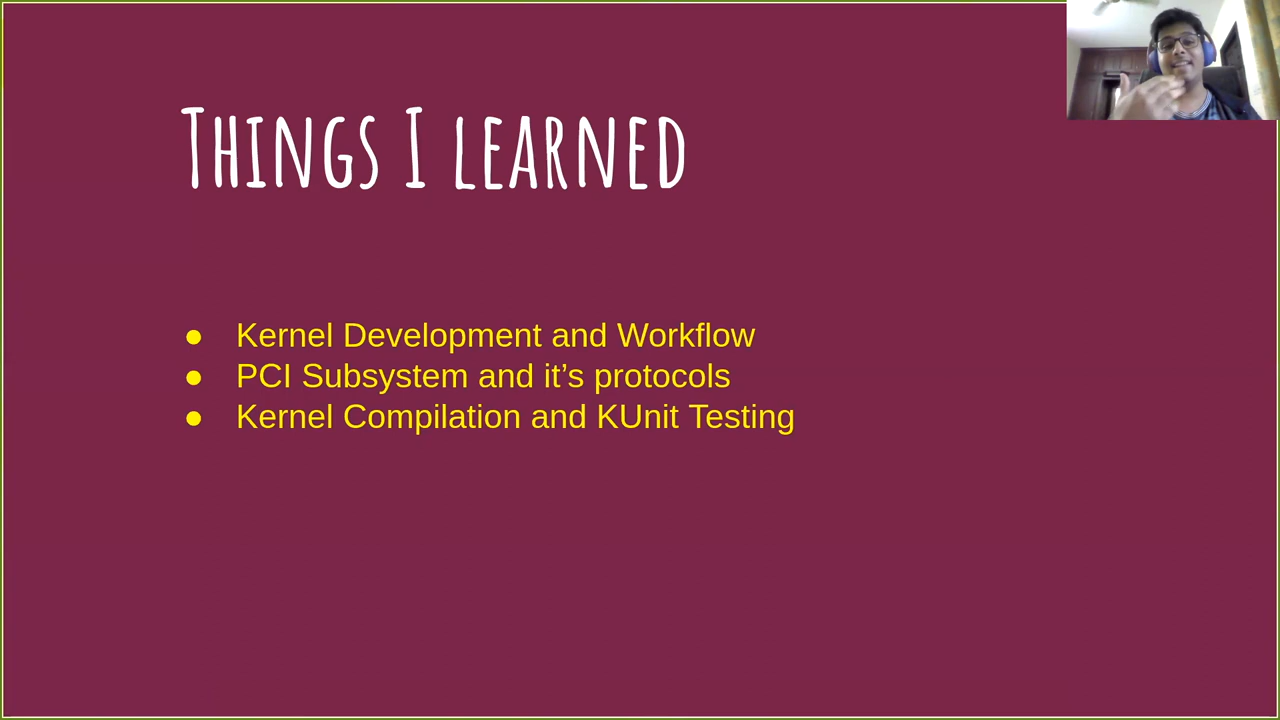 Things I learned
● Kernel Development and Workflow
● PCI Subsystem and it’s protocols
● Kernel Compilation and KUnit Testing